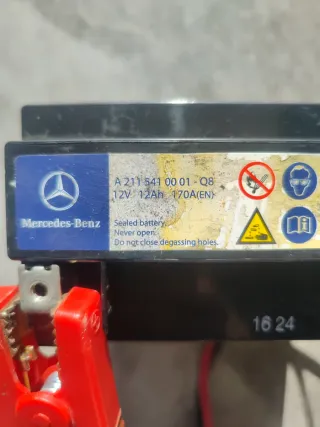 A 211 541 00 01 - Q8
12V 12Ah 170A(EN)
Mercedes-Benz
Sealed battery.
Never open.
Do not close degassing holes.
16 24